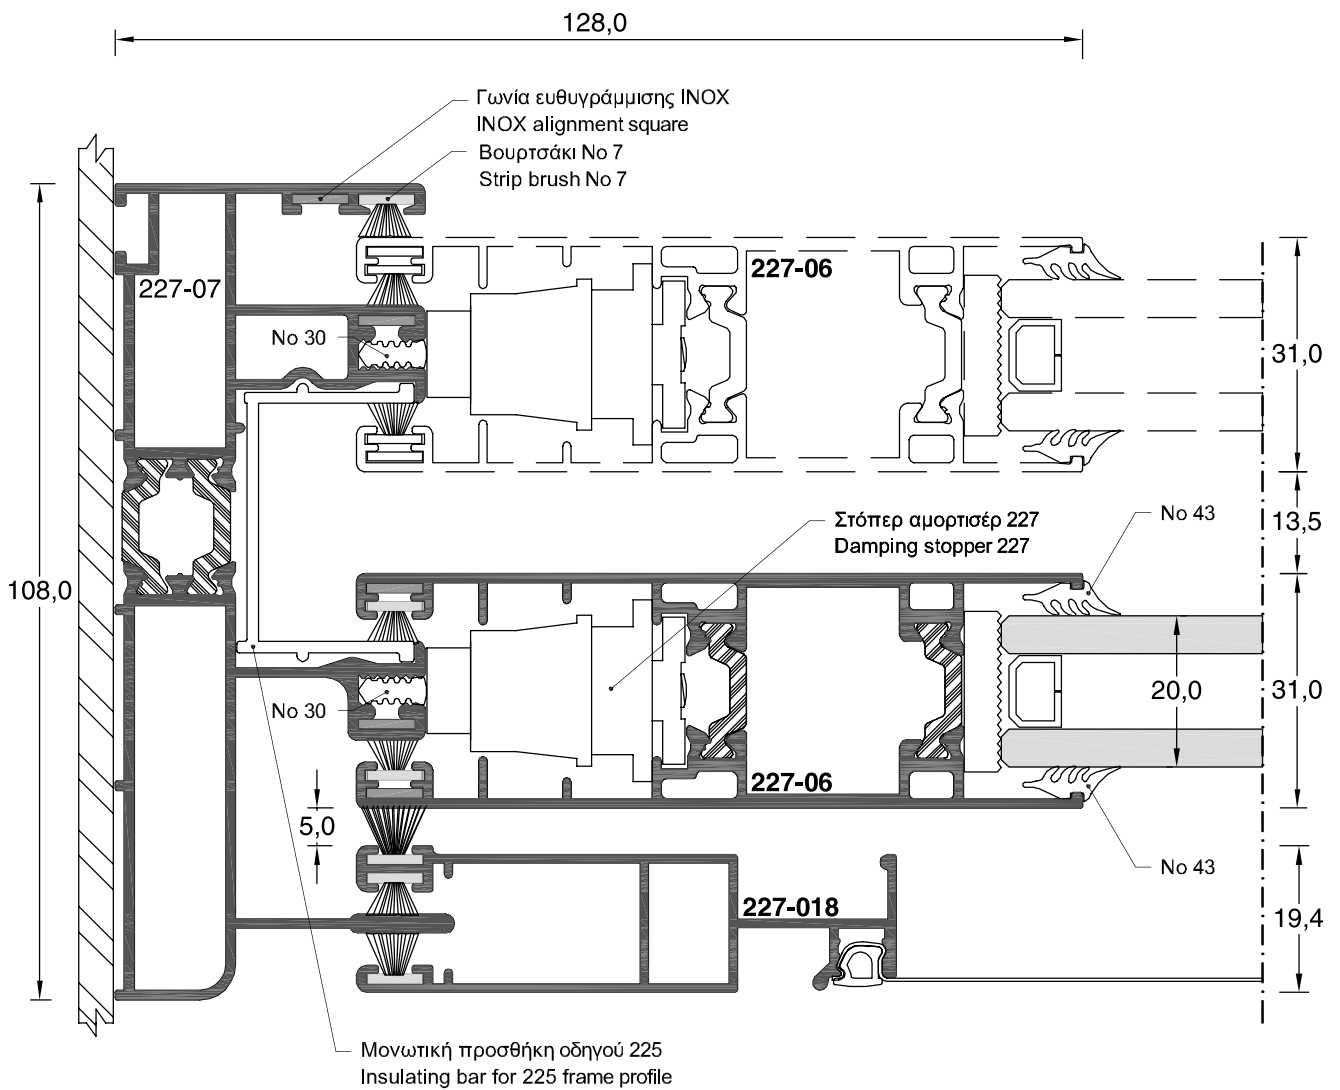 128,0
Γωνία ευθυγράμμισης INOX
INOX alignment square
Βουρτσάκι No 7
Strip brush No 7
227-06
227-07
No 30
31,0
Στόπερ αμορτισέρ 227
Damping stopper 227
No 43
13,5
108,0
20,0
31,0
No 30
227-06
5,0
No 43
227-018
19,4
Μονωτική προσθήκη οδηγού 225
Insulating bar for 225 frame profile